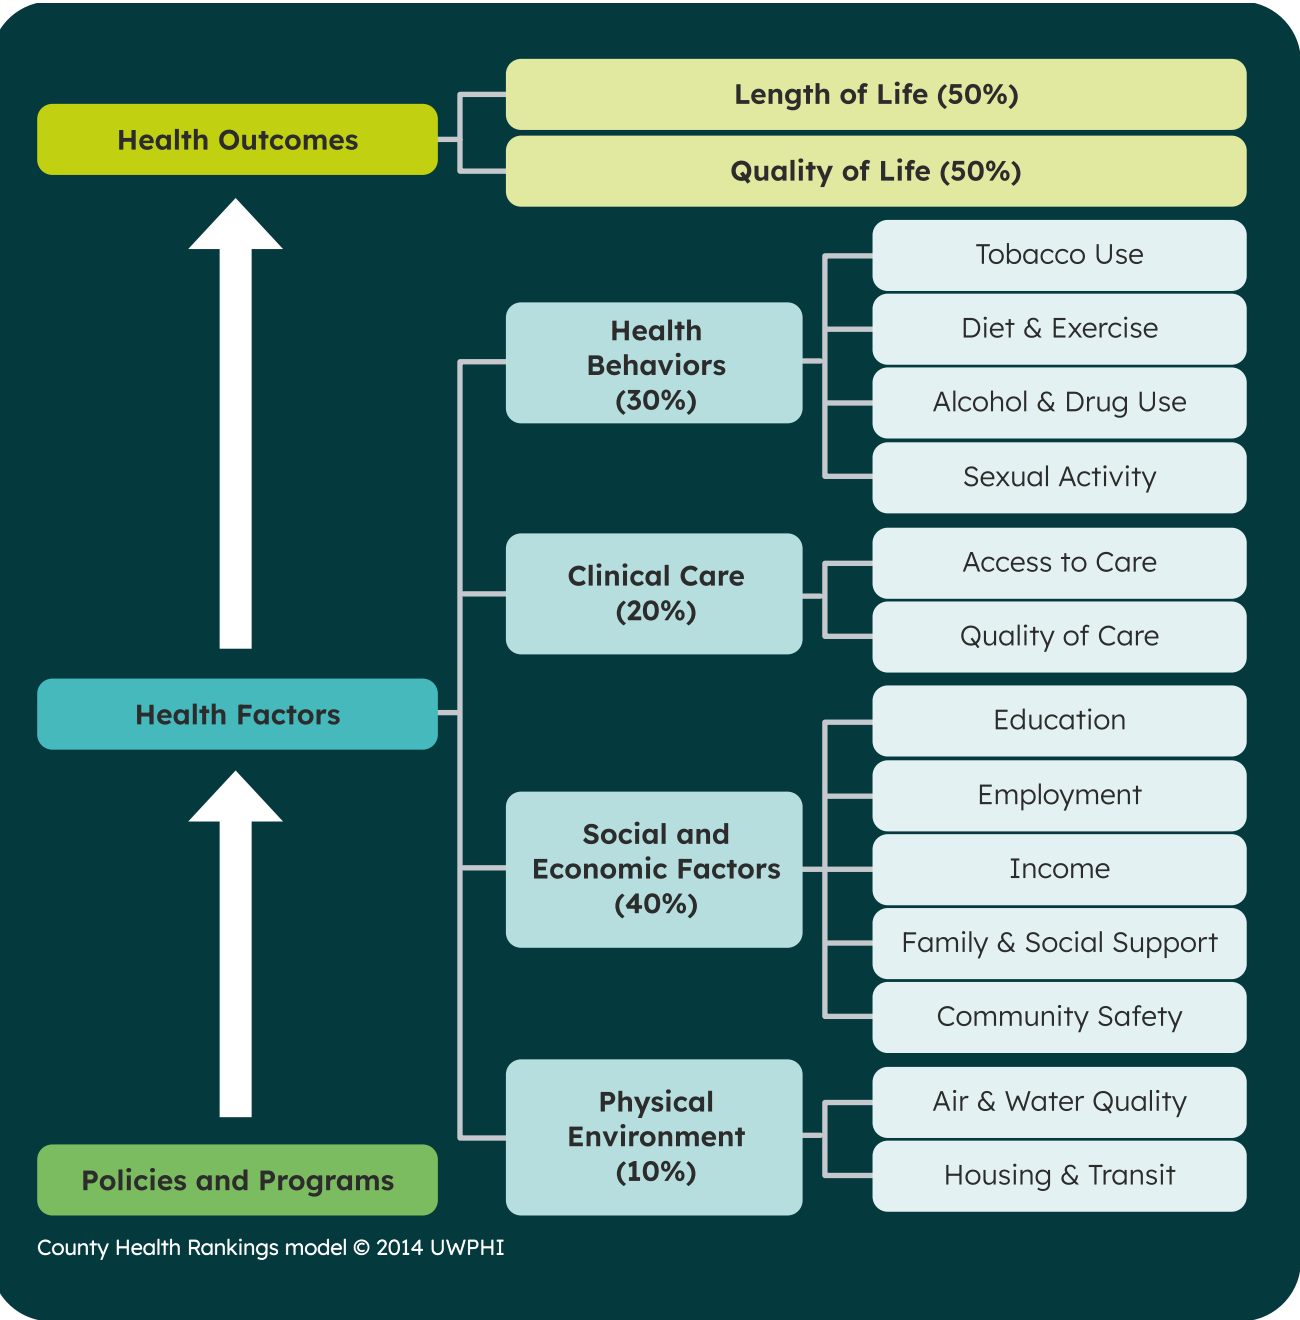 Health Outcomes
Length of Life (50%)
Quality of Life (50%)
Health
Behaviors
(30%)
Tobacco Use
Diet & Exercise
Alcohol & Drug Use
Sexual Activity
Clinical Care
(20%)
Access to Care
Quality of Care
Health Factors
Social and
Economic Factors
(40%)
Education
Employment
Income
Family & Social Support
Community Safety
Physical
Environment
(10%)
Air & Water Quality
Housing & Transit
Policies and Programs
County Health Rankings model © 2014 UWPHI